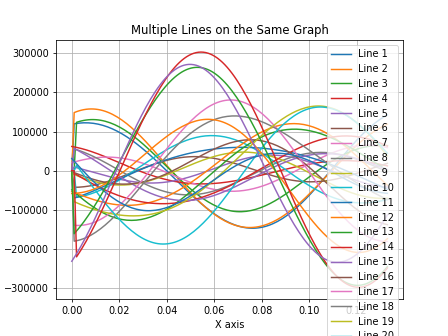 Multiple Lines on the Same Graph
300000
200000
100000
0
−100000
−200000
−300000
0.00
0.02
0.04
0.06
0.08
0.10
X axis
Line 1
Line 2
Line 3
Line 4
Line 5
Line 6
Line 7
Line 8
Line 9
Line 10
Line 11
Line 12
Line 13
Line 14
Line 15
Line 16
Line 17
Line 18
Line 19
Line 20